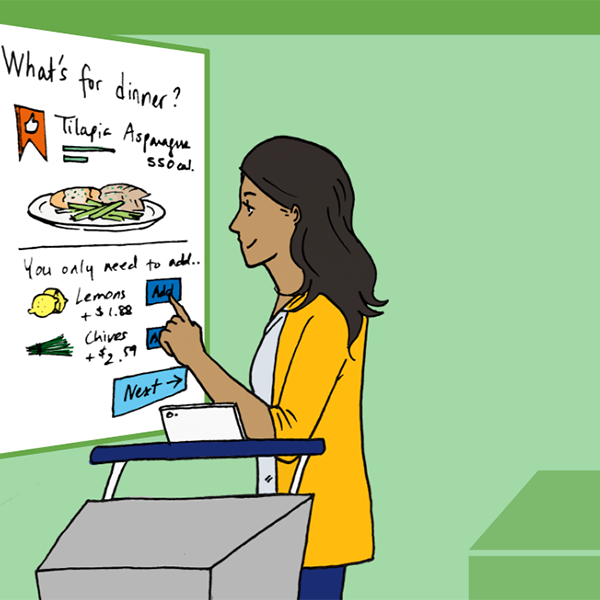 What's for dinner?
Tilapia Asparagus
550 cal.
You only need to add..
Lemons
+ $1.88
Add
Chives
+ $2.59
Next →